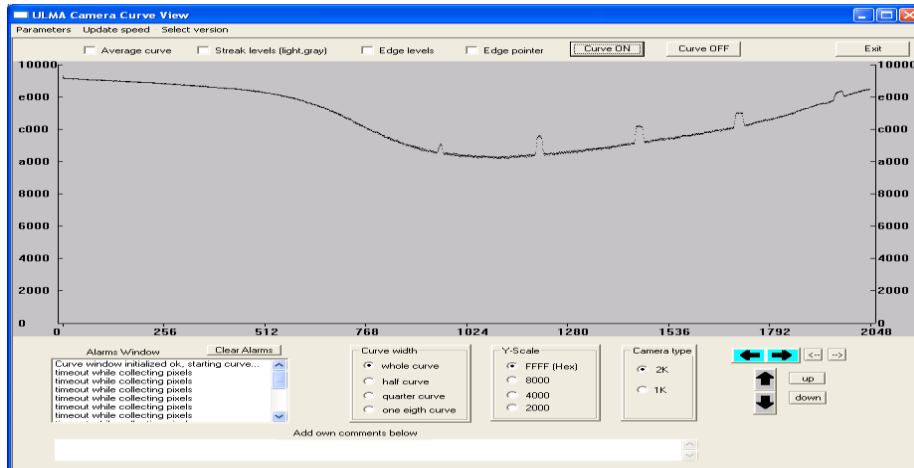 ULMA Camera Curve View
Parameters Update speed Select version
Average curve Streak levels (light,gray) Edge levels Edge pointer Curve ON Curve OFF Exit
10000 10000
e000 e000
c000 c000
a000 a000
8000 8000
6000 6000
4000 4000
2000 2000
0 0
0 256 512 768 1024 1280 1536 1792 2048
Alarms Window Clear Alarms Curve width Y-Scale Camera type
Curve window initialized ok, starting curve...
timeout while collecting pixels
timeout while collecting pixels
timeout while collecting pixels
timeout while collecting pixels
timeout while collecting pixels
timeout while collecting pixels
whole curve
half curve
quarter curve
one eigth curve
FFFF (Hex)
8000
4000
2000
2K
1K
<-- -->
up
down
Add own comments below